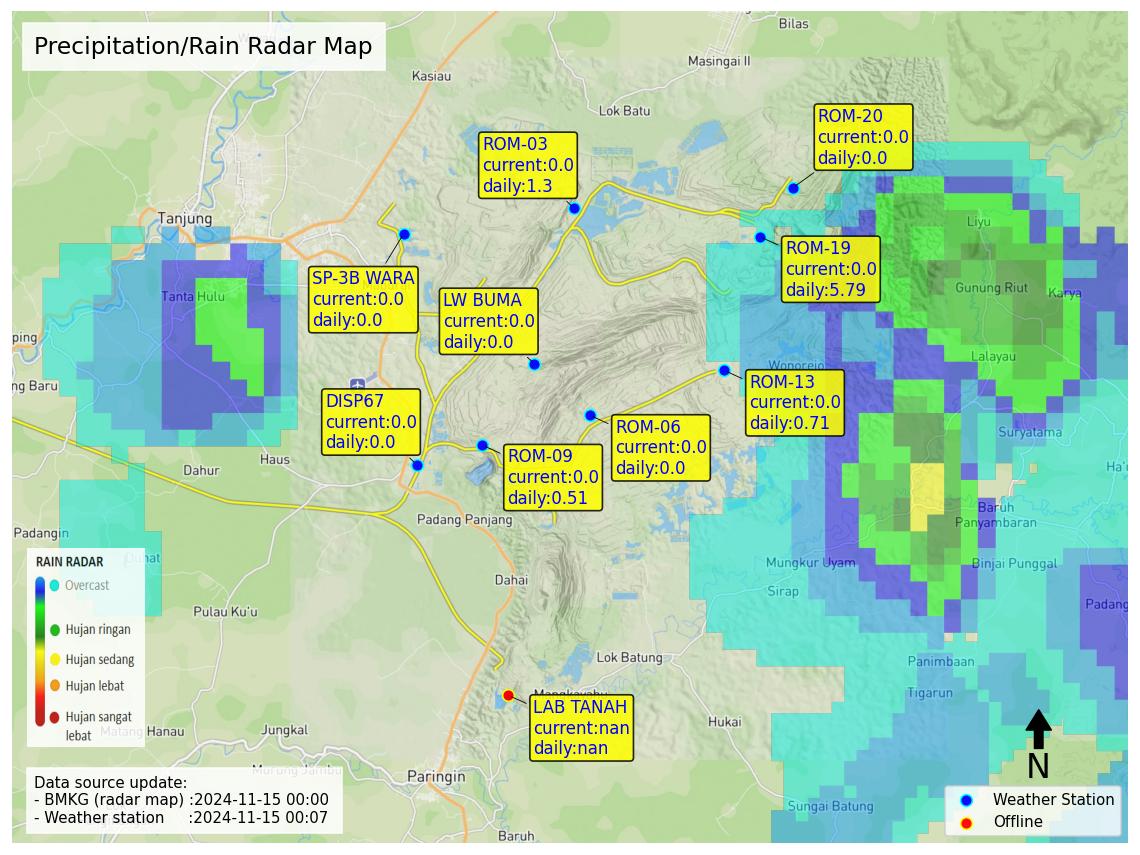 Precipitation/Rain Radar Map
Bilas
Masingai II
Kasiau
Lok Batu
ROM-20
current:0.0
daily:0.0
ROM-03
current:0.0
daily:1.3
Tanjung
Liyu
ROM-19
current:0.0
daily:5.79
SP-3B WARA
current:0.0
daily:0.0
LW BUMA
current:0.0
daily:0.0
Tanta Hulu
Gunung Riut
Karya
ping
Lalayau
Wonorejo
ng Baru
ROM-13
current:0.0
daily:0.71
DISP67
current:0.0
daily:0.0
ROM-06
current:0.0
daily:0.0
Suryatama
ROM-09
current:0.0
daily:0.51
Haus
Dahur
Ha'u
Baruh
Panyambaran
Padang Panjang
Padangin
Mungkur Uyam
Binjai Punggal
Dahai
Sirap
Padang
Pulau Ku'u
RAIN RADAR
Overcast
Hujan ringan
Hujan sedang
Hujan lebat
Hujan sangat
lebat
Lok Batung
Panimbaan
Tigarun
LAB TANAH
current:nan
daily:nan
Hukai
Jungkal
Manau
Paringin
N
Data source update:
- BMKG (radar map) :2024-11-15 00:00
- Weather station :2024-11-15 00:07
Sungai Batung
Weather Station
Offline
Baruh